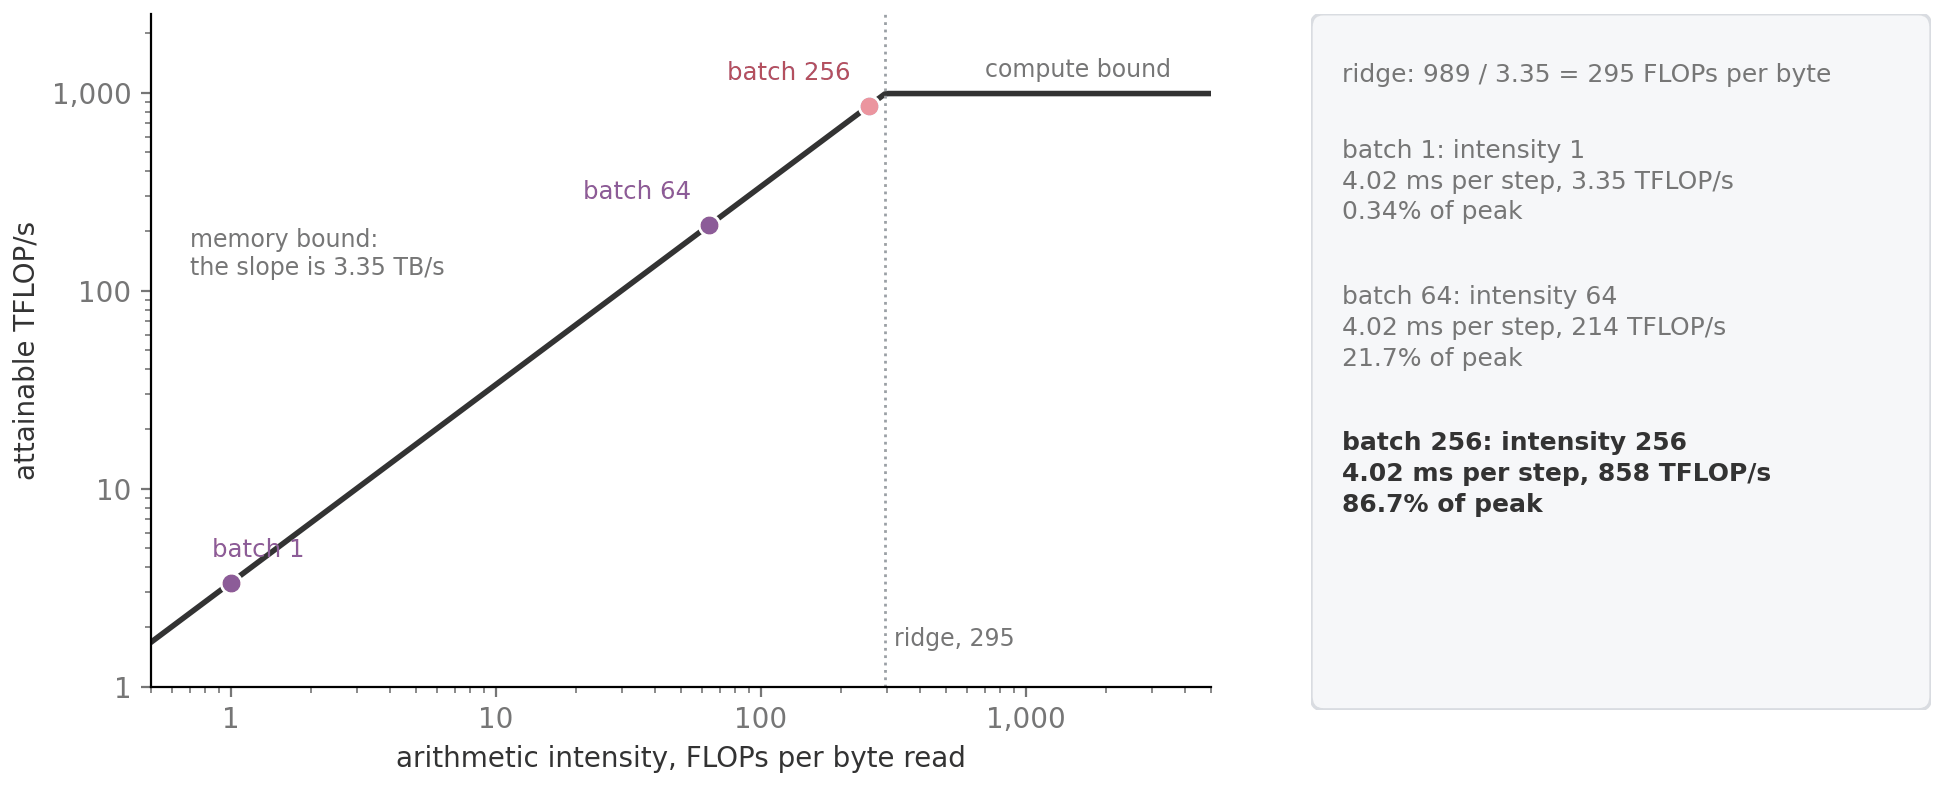 batch 256
compute bound
1,000
batch 64
memory bound:
the slope is 3.35 TB/s
100
attainable TFLOP/s
10
batch 1
ridge, 295
1
1
10
100
1,000
arithmetic intensity, FLOPs per byte read
ridge: 989 / 3.35 = 295 FLOPs per byte
batch 1: intensity 1
4.02 ms per step, 3.35 TFLOP/s
0.34% of peak
batch 64: intensity 64
4.02 ms per step, 214 TFLOP/s
21.7% of peak
batch 256: intensity 256
4.02 ms per step, 858 TFLOP/s
86.7% of peak